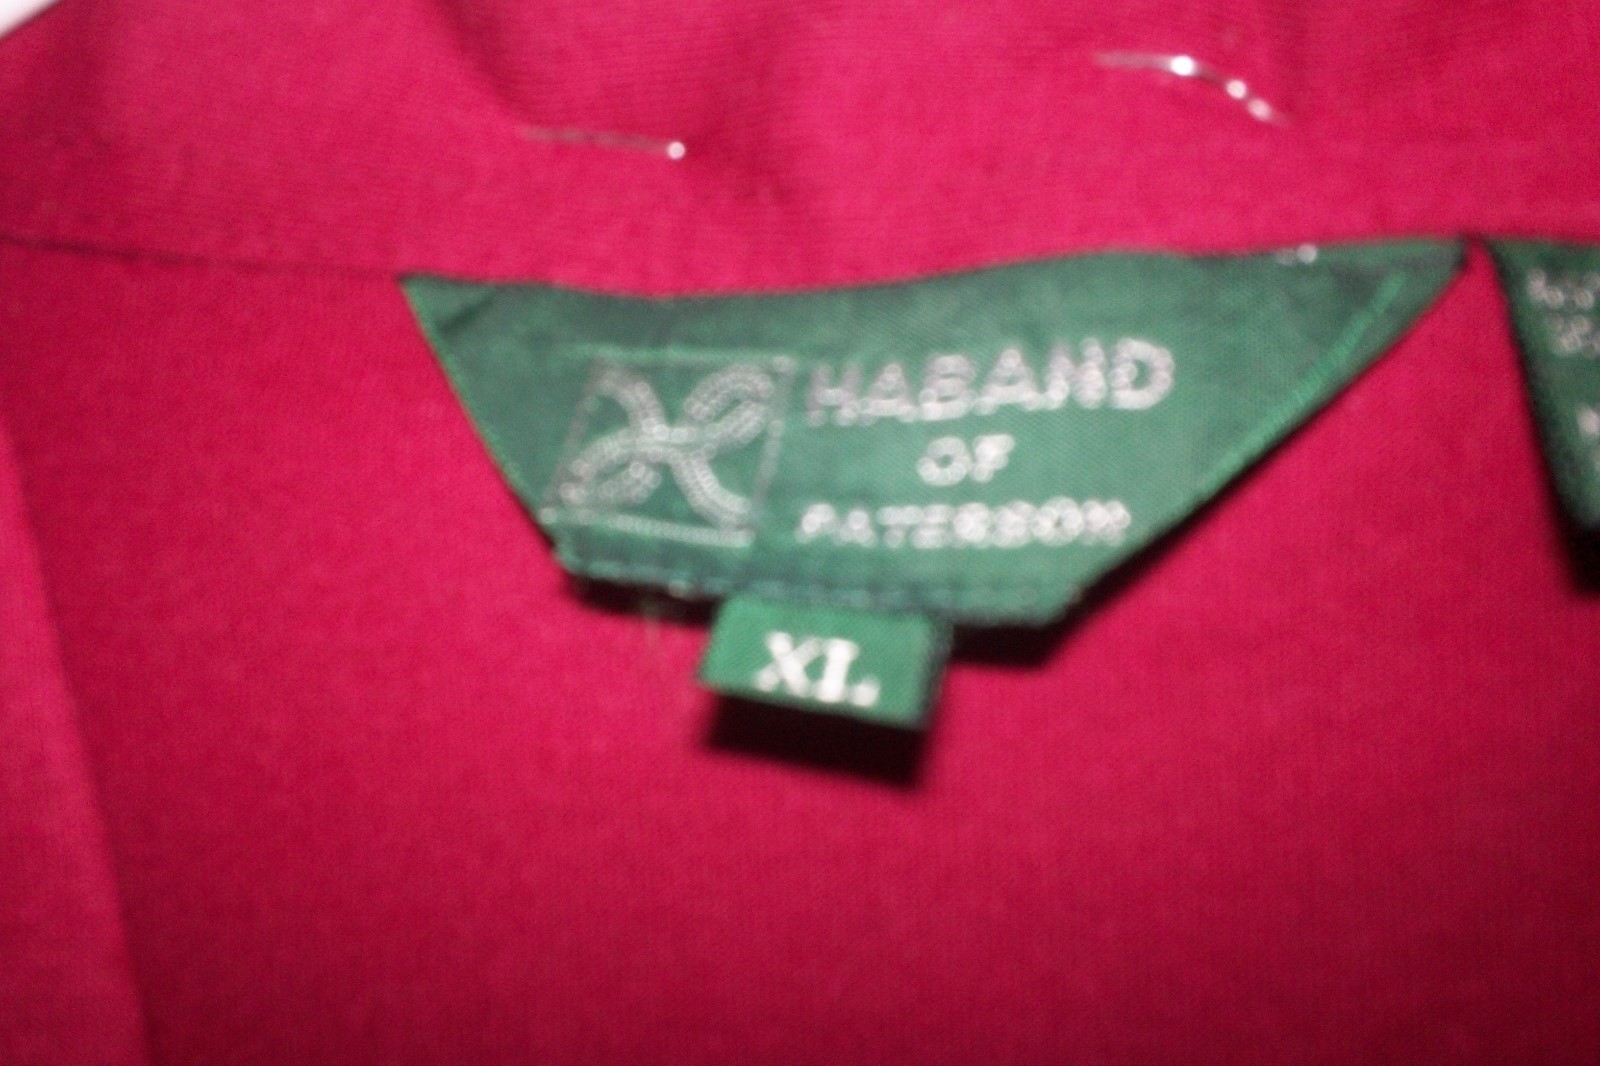 HABAND
OF
PATERSON
XL